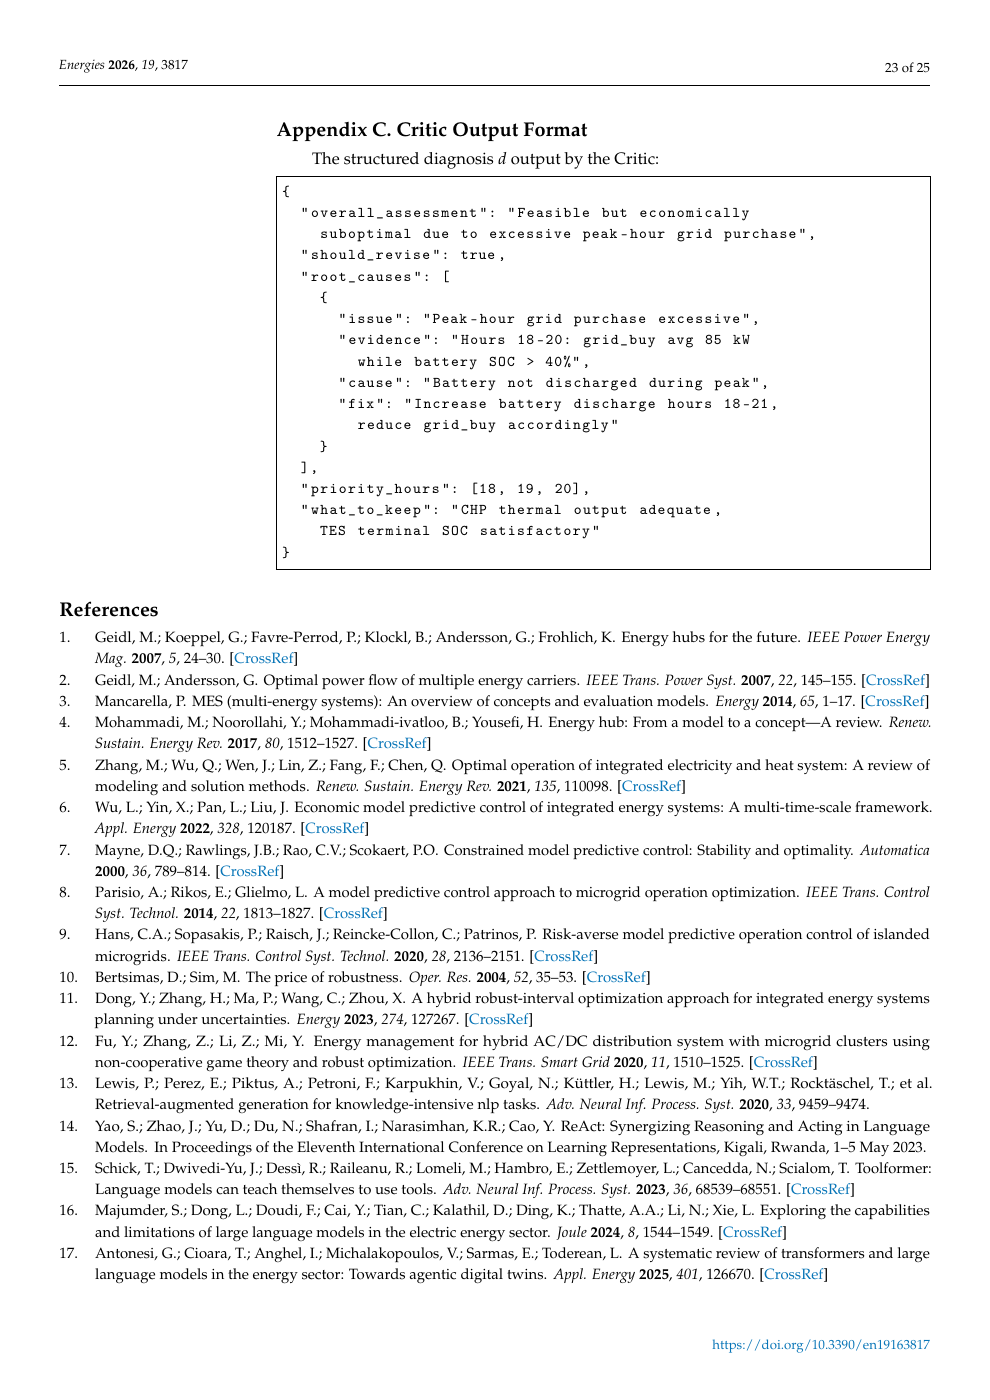 Energies 2026, 19, 3817
23 of 25
Appendix C. Critic Output Format
The structured diagnosis d output by the Critic:
{
"overall_assessment": "Feasible but economically
suboptimal due to excessive peak-hour grid purchase",
"should_revise": true,
"root_causes": [
{
"issue": "Peak-hour grid purchase excessive",
"evidence": "Hours 18-20: grid_buy avg 85 kW
while battery SOC > 40%",
"cause": "Battery not discharged during peak",
"fix": "Increase battery discharge hours 18-21,
reduce grid_buy accordingly"
}
],
"priority_hours": [18, 19, 20],
"what_to_keep": "CHP thermal output adequate,
TES terminal SOC satisfactory"
}
References
1. Geidl, M.; Koeppel, G.; Favre-Perrod, P.; Klockl, B.; Andersson, G.; Frohlich, K. Energy hubs for the future. IEEE Power Energy
Mag. 2007, 5, 24–30. [CrossRef]
2. Geidl, M.; Andersson, G. Optimal power flow of multiple energy carriers. IEEE Trans. Power Syst. 2007, 22, 145–155. [CrossRef]
3. Mancarella, P. MES (multi-energy systems): An overview of concepts and evaluation models. Energy 2014, 65, 1–17. [CrossRef]
4. Mohammadi, M.; Noorollahi, Y.; Mohammadi-ivatloo, B.; Yousefi, H. Energy hub: From a model to a concept—A review. Renew.
Sustain. Energy Rev. 2017, 80, 1512–1527. [CrossRef]
5. Zhang, M.; Wu, Q.; Wen, J.; Lin, Z.; Fang, F.; Chen, Q. Optimal operation of integrated electricity and heat system: A review of
modeling and solution methods. Renew. Sustain. Energy Rev. 2021, 135, 110098. [CrossRef]
6. Wu, L.; Yin, X.; Pan, L.; Liu, J. Economic model predictive control of integrated energy systems: A multi-time-scale framework.
Appl. Energy 2022, 328, 120187. [CrossRef]
7. Mayne, D.Q.; Rawlings, J.B.; Rao, C.V.; Scokaert, P.O. Constrained model predictive control: Stability and optimality. Automatica
2000, 36, 789–814. [CrossRef]
8. Parisio, A.; Rikos, E.; Glielmo, L. A model predictive control approach to microgrid operation optimization. IEEE Trans. Control
Syst. Technol. 2014, 22, 1813–1827. [CrossRef]
9. Hans, C.A.; Sopasakis, P.; Raisch, J.; Reincke-Collon, C.; Patrinos, P. Risk-averse model predictive operation control of islanded
microgrids. IEEE Trans. Control Syst. Technol. 2020, 28, 2136–2151. [CrossRef]
10. Bertsimas, D.; Sim, M. The price of robustness. Oper. Res. 2004, 52, 35–53. [CrossRef]
11. Dong, Y.; Zhang, H.; Ma, P.; Wang, C.; Zhou, X. A hybrid robust-interval optimization approach for integrated energy systems
planning under uncertainties. Energy 2023, 274, 127267. [CrossRef]
12. Fu, Y.; Zhang, Z.; Li, Z.; Mi, Y. Energy management for hybrid AC/DC distribution system with microgrid clusters using
non-cooperative game theory and robust optimization. IEEE Trans. Smart Grid 2020, 11, 1510–1525. [CrossRef]
13. Lewis, P.; Perez, E.; Piktus, A.; Petroni, F.; Karpukhin, V.; Goyal, N.; Küttler, H.; Lewis, M.; Yih, W.T.; Rocktäschel, T.; et al.
Retrieval-augmented generation for knowledge-intensive nlp tasks. Adv. Neural Inf. Process. Syst. 2020, 33, 9459–9474.
14. Yao, S.; Zhao, J.; Yu, D.; Du, N.; Shafran, I.; Narasimhan, K.R.; Cao, Y. ReAct: Synergizing Reasoning and Acting in Language
Models. In Proceedings of the Eleventh International Conference on Learning Representations, Kigali, Rwanda, 1–5 May 2023.
15. Schick, T.; Dwivedi-Yu, J.; Dessì, R.; Raileanu, R.; Lomeli, M.; Hambro, E.; Zettlemoyer, L.; Cancedda, N.; Scialom, T. Toolformer:
Language models can teach themselves to use tools. Adv. Neural Inf. Process. Syst. 2023, 36, 68539–68551. [CrossRef]
16. Majumder, S.; Dong, L.; Doudi, F.; Cai, Y.; Tian, C.; Kalathil, D.; Ding, K.; Thatte, A.A.; Li, N.; Xie, L. Exploring the capabilities
and limitations of large language models in the electric energy sector. Joule 2024, 8, 1544–1549. [CrossRef]
17. Antonesi, G.; Cioara, T.; Anghel, I.; Michalakopoulos, V.; Sarmas, E.; Toderean, L. A systematic review of transformers and large
language models in the energy sector: Towards agentic digital twins. Appl. Energy 2025, 401, 126670. [CrossRef]
https://doi.org/10.3390/en19163817